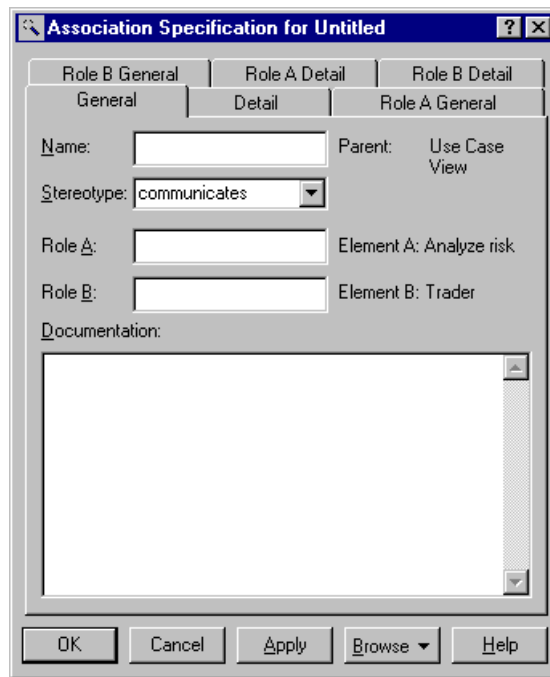 Association Specification for Untitled
Role B General Role A Detail Role B Detail
General Detail Role A General
Name: Parent: Use Case
View
Stereotype: communicates
Role A: Element A: Analyze risk
Role B: Element B: Trader
Documentation:
OK Cancel Apply Browse Help